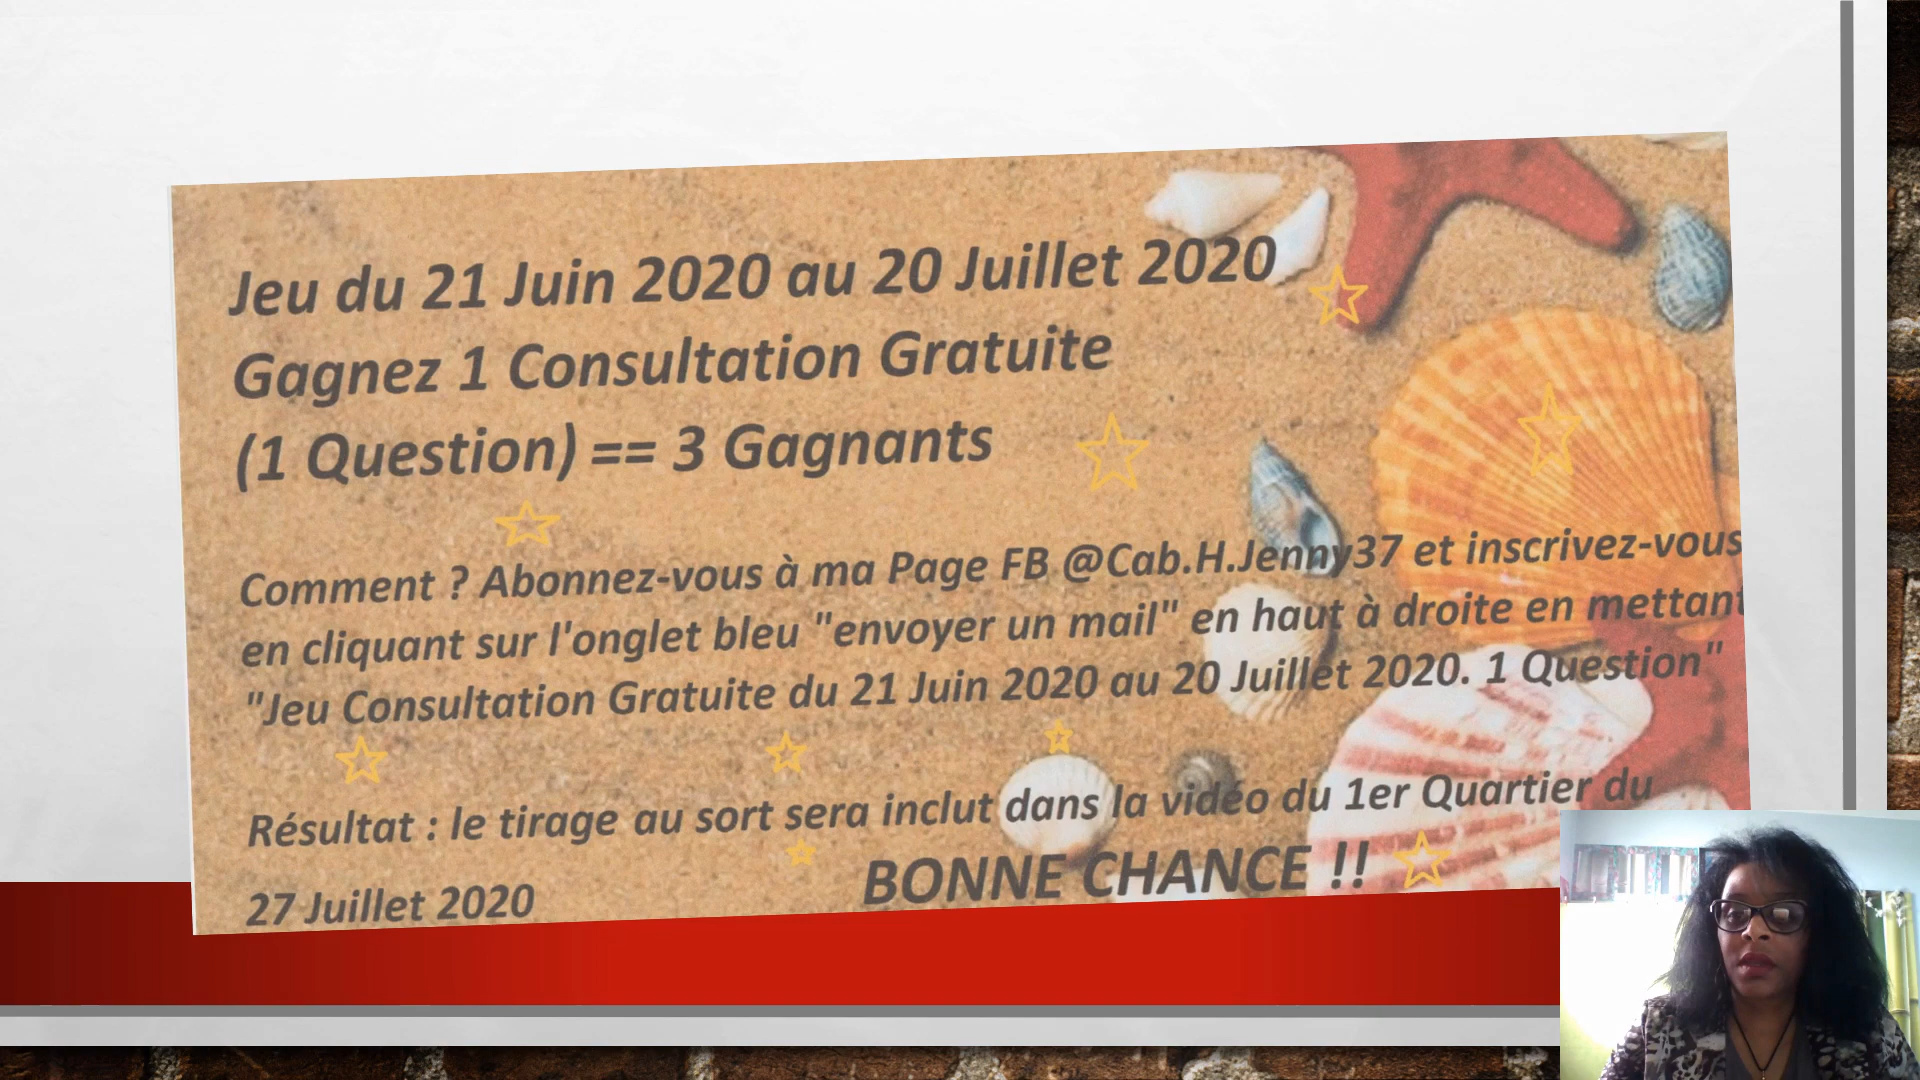 Jeu du 21 Juin 2020 au 20 Juillet 2020
Gagnez 1 Consultation Gratuite
(1 Question) == 3 Gagnants
Comment ? Abonnez-vous à ma Page FB @Cab.H.Jenny37 et inscrivez-vous
en cliquant sur l'onglet bleu "envoyer un mail" en haut à droite en mettant
"Jeu Consultation Gratuite du 21 Juin 2020 au 20 Juillet 2020. 1 Question"
Résultat : le tirage au sort sera inclut dans la vidéo du 1er Quartier du
27 Juillet 2020
BONNE CHANCE !!